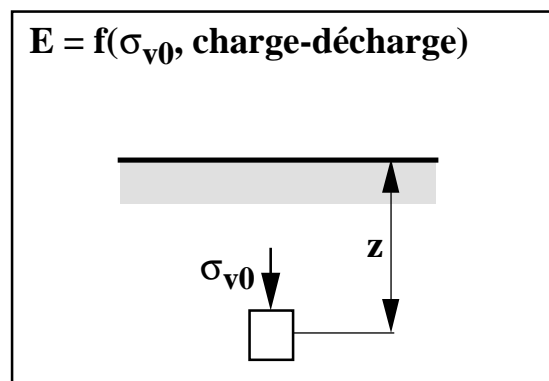 E = f(σv0, charge-décharge)
z
σv0